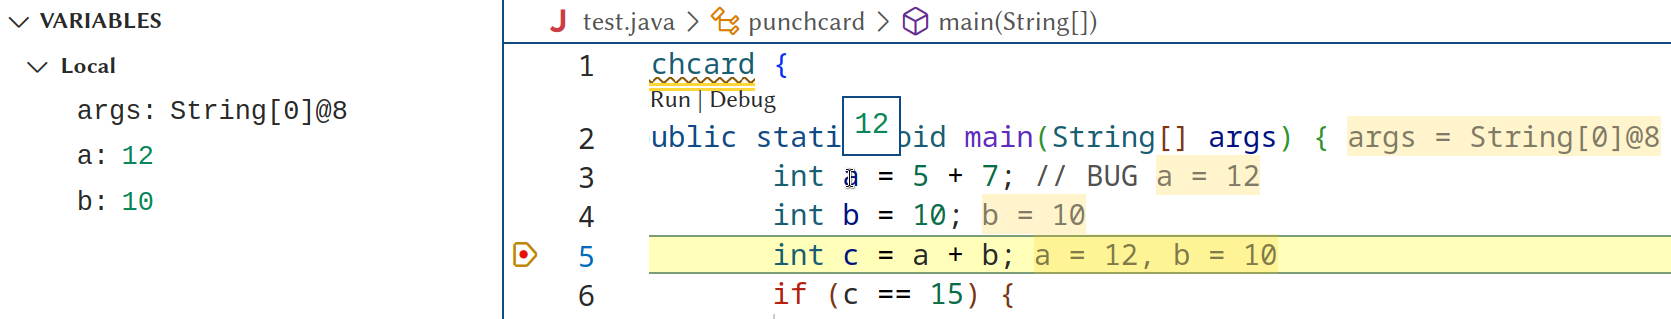 VARIABLES
Local
args: String[0]@8
a: 12
b: 10
test.java > punchcard > main(String[])
1 chcard {
Run | Debug
12
2 ublic stati oid main(String[] args) { args = String[0]@8
3 int a = 5 + 7; // BUG a = 12
4 int b = 10; b = 10
5 int c = a + b; a = 12, b = 10
6 if (c == 15) {